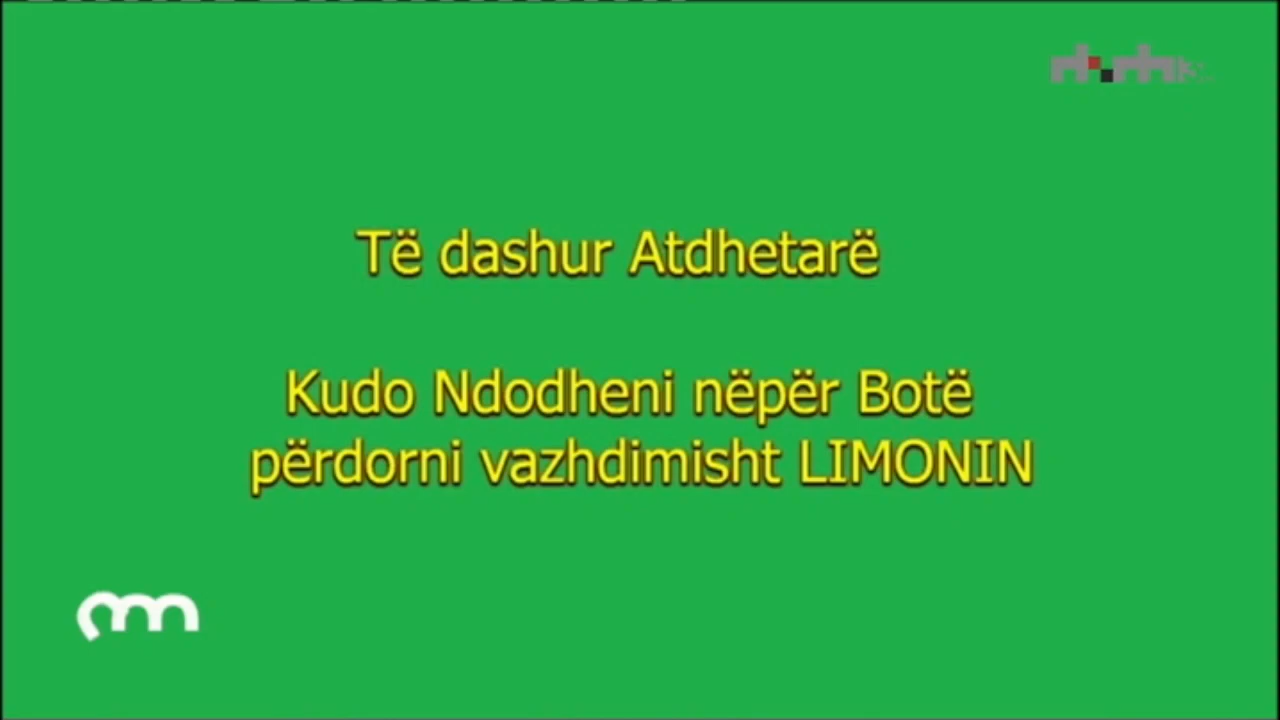 Të dashur Atdhetarë
Kudo Ndodheni nëpër Botë
përdorni vazhdimisht LIMONIN